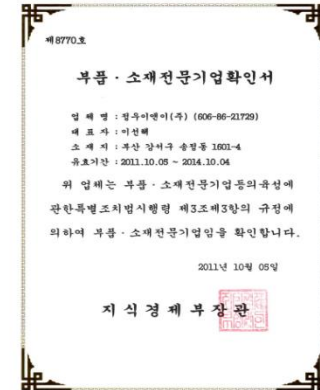 제8770호
부품 · 소재전문기업확인서
업 체 명 : 정우이앤이(주) (606-86-21729)
대 표 자 : 이선해
소 재 지 : 부산 강서구 송정동 1601-4
유효기간 : 2011.10.05 ~ 2014.10.04
위 업체는 부품 · 소재전문기업등의육성에
관한특별조치법시행령 제3조제3항의 규정에
의하여 부품 · 소재전문기업임을 확인합니다.
2011년 10월 05일
지 식 경 제 부 장 관